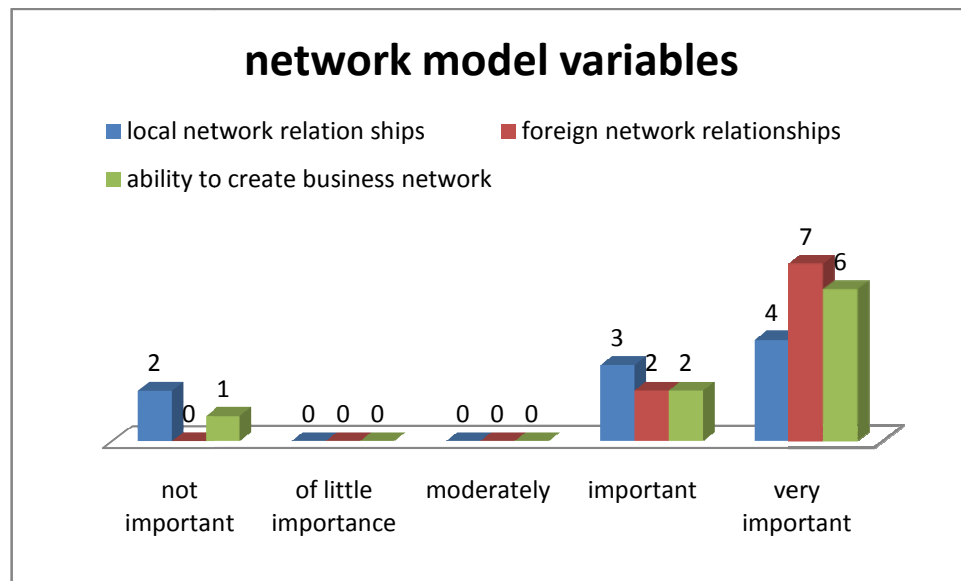 network model variables
local network relation ships
foreign network relationships
ability to create business network
2 0 1
0 0 0
0 0 0
3 2 2
4 7 6
not
important
of little
importance
moderately
important
very
important